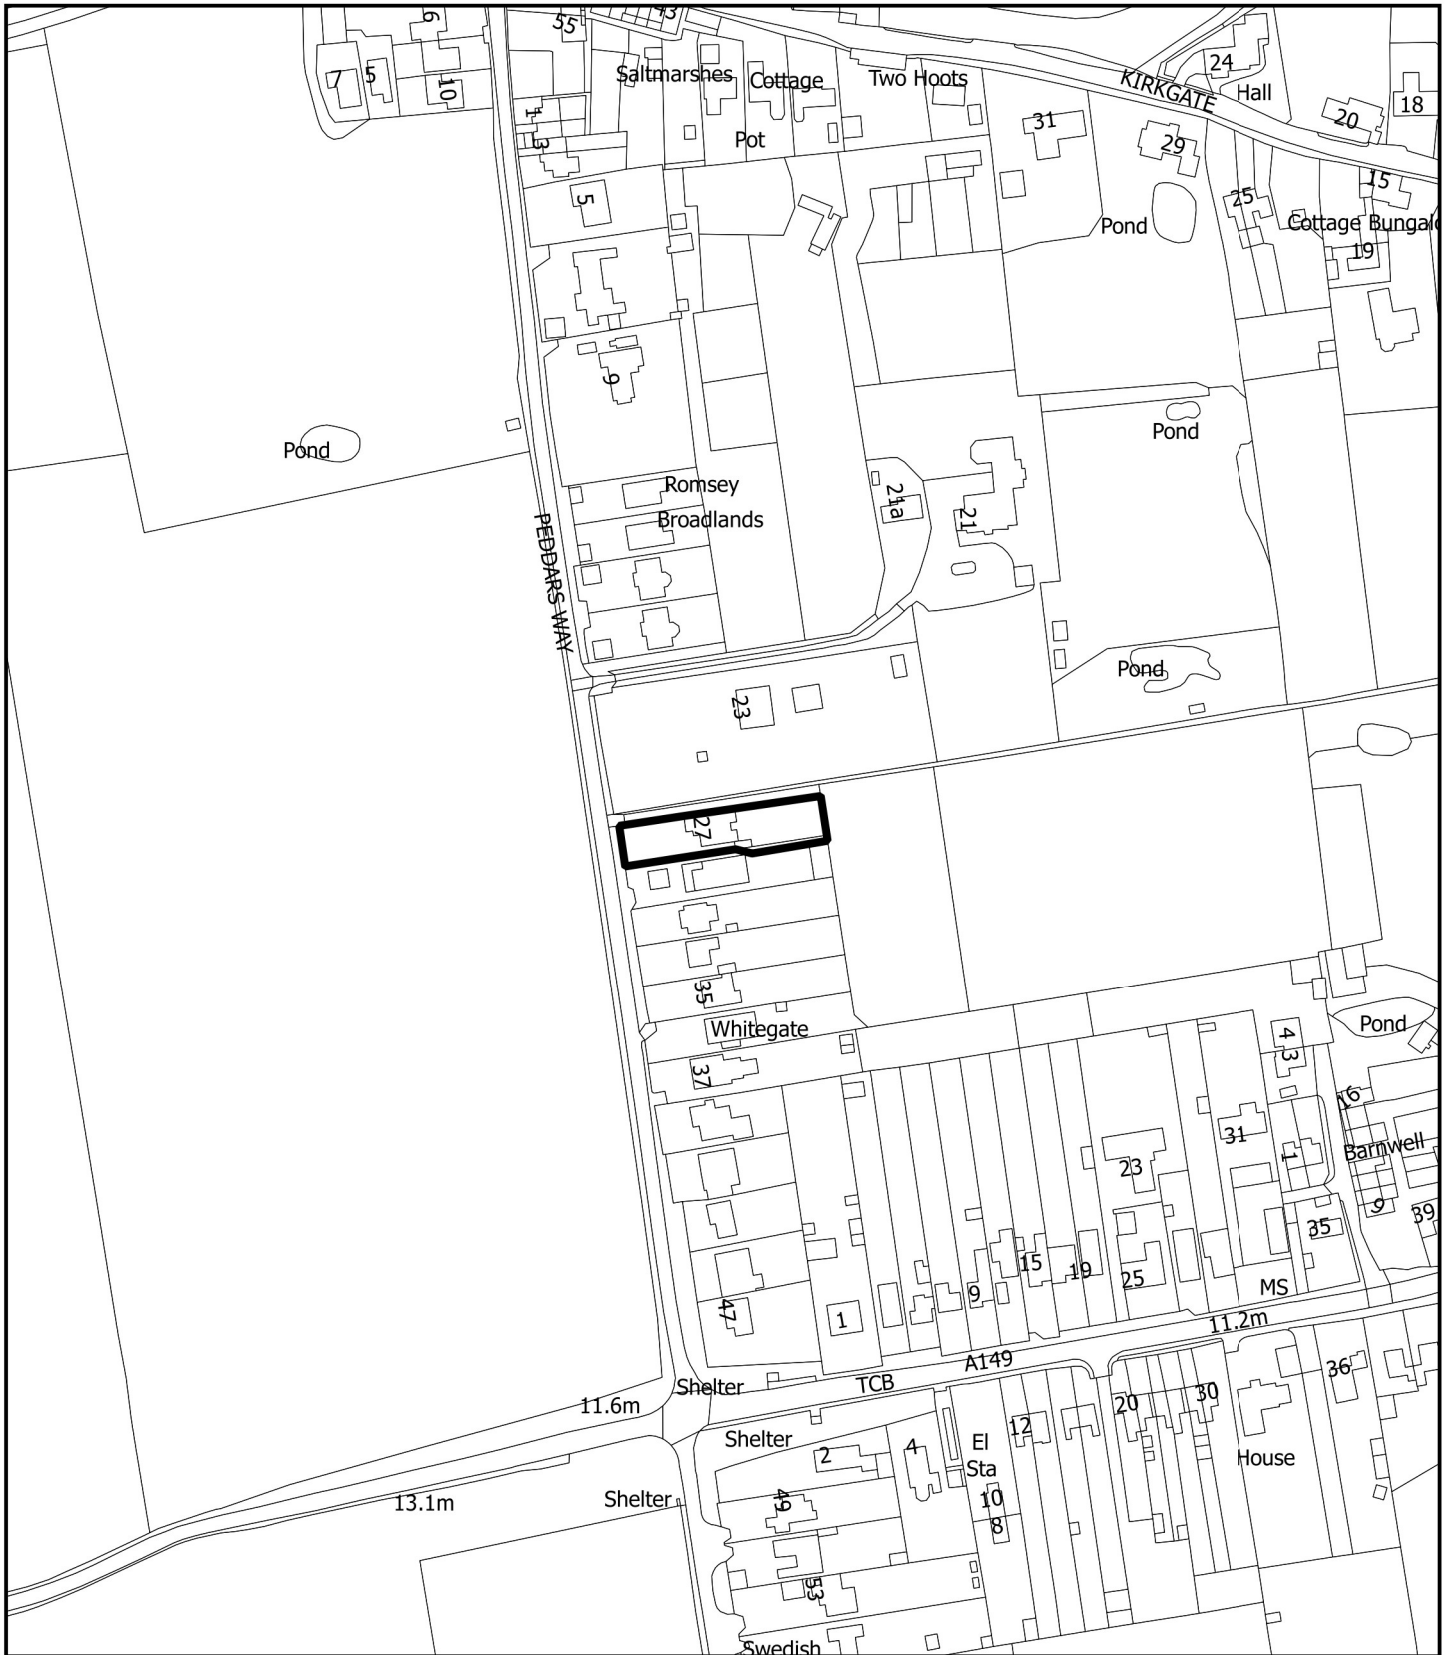 6
55
43
7
5
10
Saltmarshes
Cottage
Two Hoots
KIRKGATE
24
Hall
20
18
1
3
Pot
31
29
15
5
25
Pond
Cottage Bungalo
19
9
Pond
Pond
Romsey
21a
21
Broadlands
PEDDARS WAY
Pond
23
27
35
Whitegate
4
Pond
3
37
16
31
1
Barnwell
23
9
39
35
15
19
25
9
MS
47
1
11.2m
A149
Shelter
TCB
36
11.6m
20
30
12
Shelter
2
4
El
Sta
House
13.1m
Shelter
49
10
8
53
Swedish